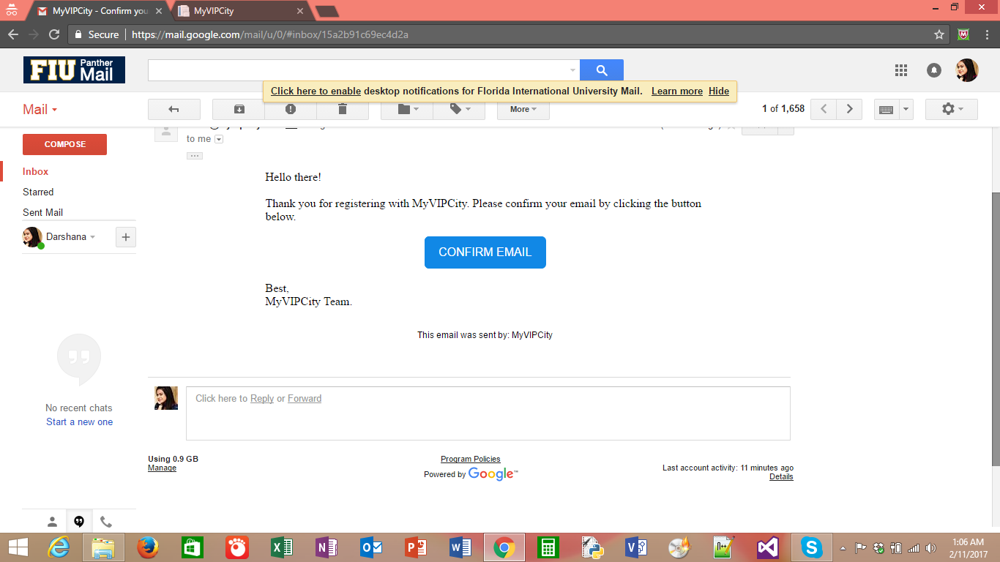 MyVIPCity - Confirm you
MyVIPCity
Secure
https://mail.google.com/mail/u/0/#inbox/15a2b91c69ec4d2a
FIU Panther Mail
Click here to enable desktop notifications for Florida International University Mail. Learn more Hide
Mail
More
1 of 1,658
COMPOSE
to me
Inbox
Starred
Sent Mail
Darshana
Hello there!
Thank you for registering with MyVIPCity. Please confirm your email by clicking the button
below.
CONFIRM EMAIL
Best,
MyVIPCity Team.
This email was sent by: MyVIPCity
No recent chats
Start a new one
Click here to Reply or Forward
Using 0.9 GB
Manage
Program Policies
Powered by Google™
Last account activity: 11 minutes ago
Details
1:06 AM
2/11/2017